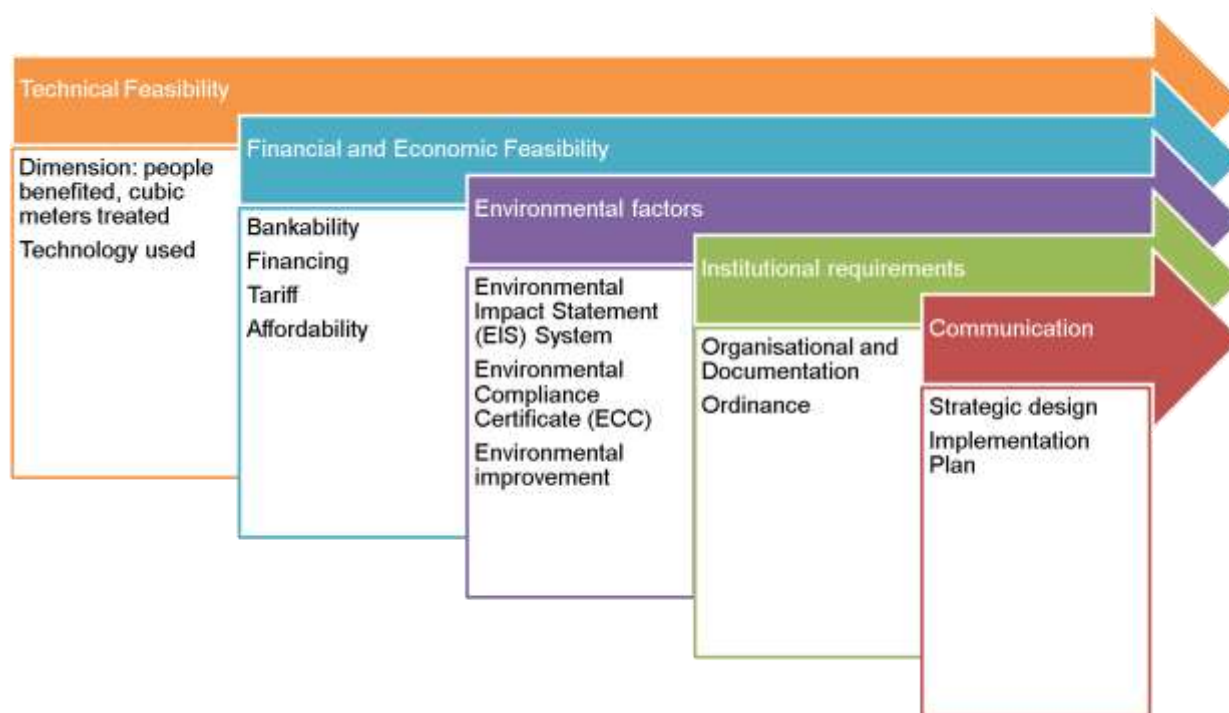 Technical Feasibility
Dimension: people
benefited, cubic
meters treated
Technology used
Financial and Economic Feasibility
Bankability
Financing
Tariff
Affordability
Environmental factors
Environmental
Impact Statement
(EIS) System
Environmental
Compliance
Certificate (ECC)
Environmental
improvement
Institutional requirements
Organisational and
Documentation
Ordinance
Communication
Strategic design
Implementation
Plan